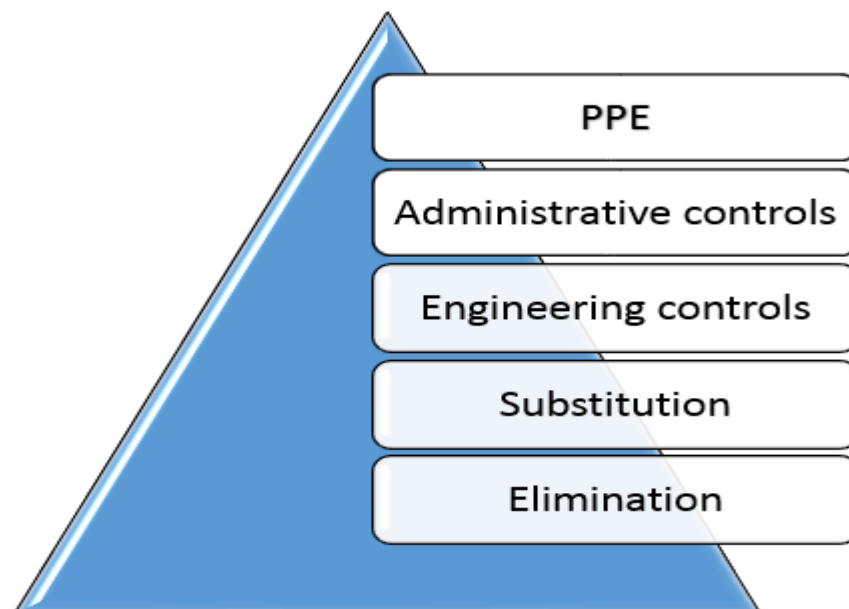 PPE
Administrative controls
Engineering controls
Substitution
Elimination